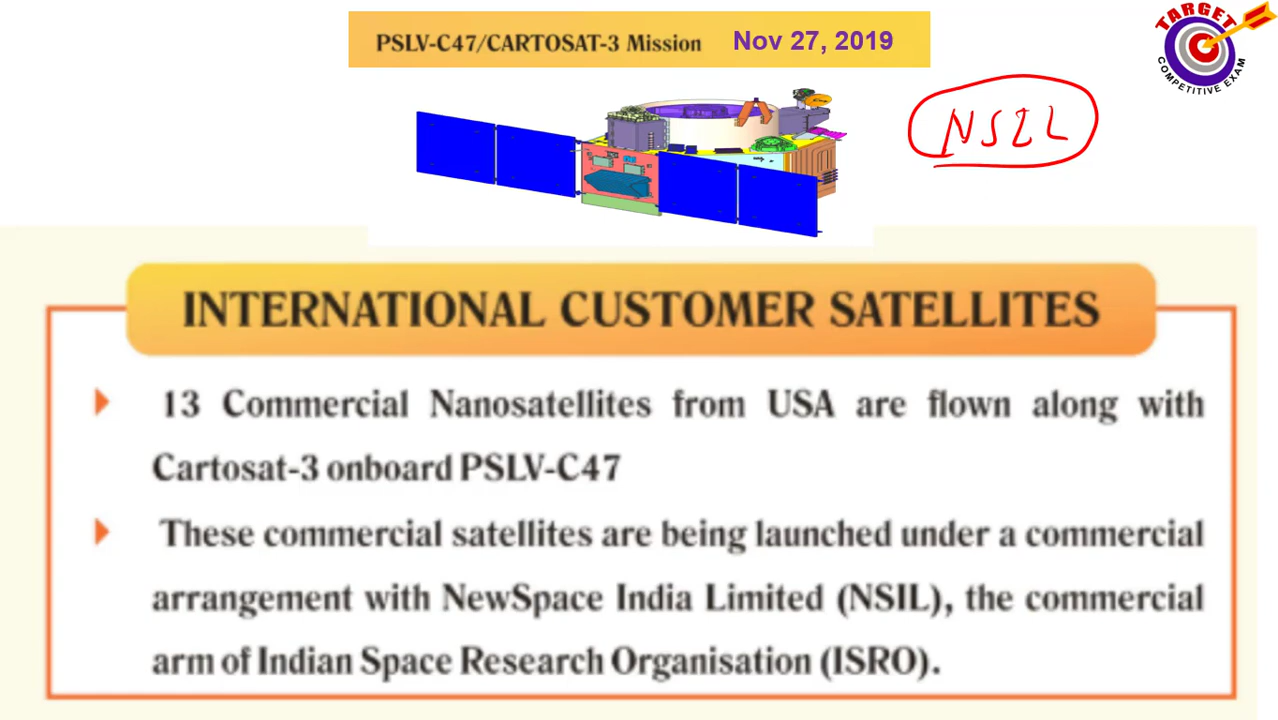 PSLV-C47/CARTOSAT-3 Mission Nov 27, 2019
TARGET
COMPETITIVE EXAM
NSIL
INTERNATIONAL CUSTOMER SATELLITES
13 Commercial Nanosatellites from USA are flown along with
Cartosat-3 onboard PSLV-C47
These commercial satellites are being launched under a commercial
arrangement with NewSpace India Limited (NSIL), the commercial
arm of Indian Space Research Organisation (ISRO).